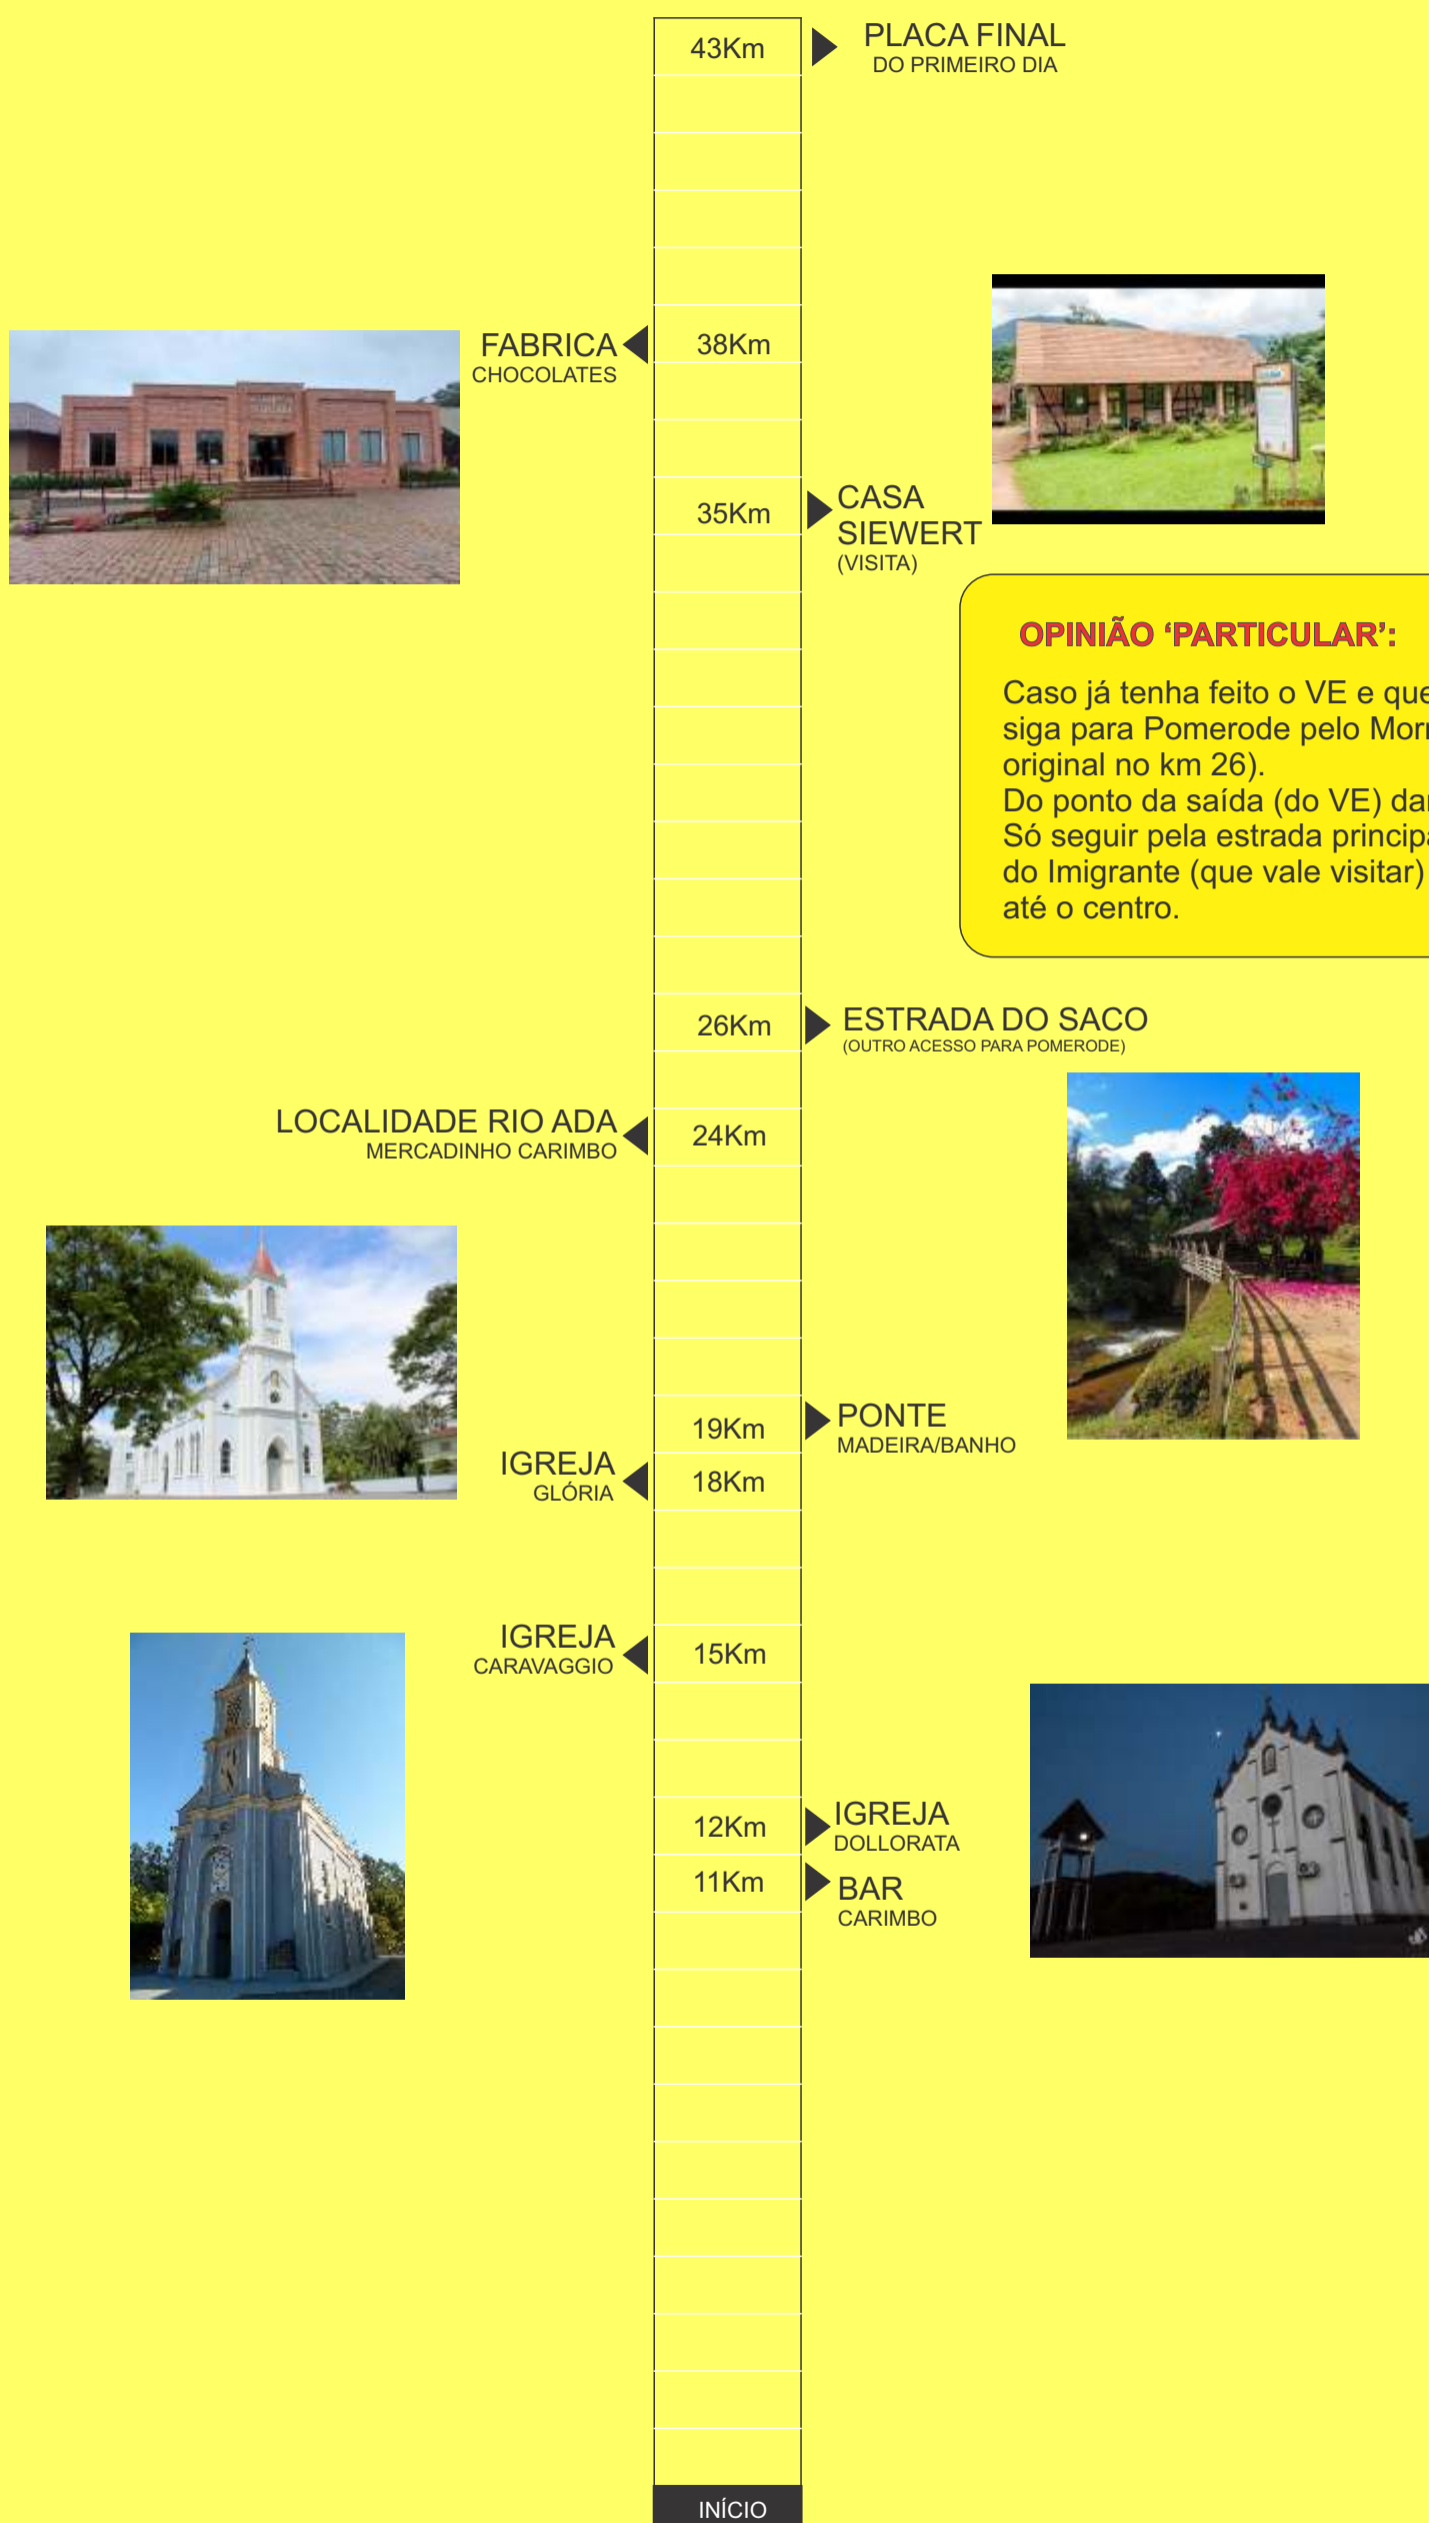 43Km
PLACA FINAL
DO PRIMEIRO DIA
FABRICA
CHOCOLATES
38Km
35Km
CASA
SIEWERT
(VISITA)
OPINIÃO ‘PARTICULAR’:
Caso já tenha feito o VE e
siga para Pomerode pelo
original no km 26).
Do ponto da saída (do VE)
Só seguir pela estrada
do Imigrante (que vale visitar)
até o centro.
26Km
ESTRADA DO SACO
(OUTRO ACESSO PARA POMERODE)
LOCALIDADE RIO ADA
MERCADINHO CARIMBO
24Km
19Km
PONTE
MADEIRA/BANHO
IGREJA
GLÓRIA
18Km
IGREJA
CARAVAGGIO
15Km
12Km
IGREJA
DOLLORATA
11Km
BAR
CARIMBO
INÍCIO